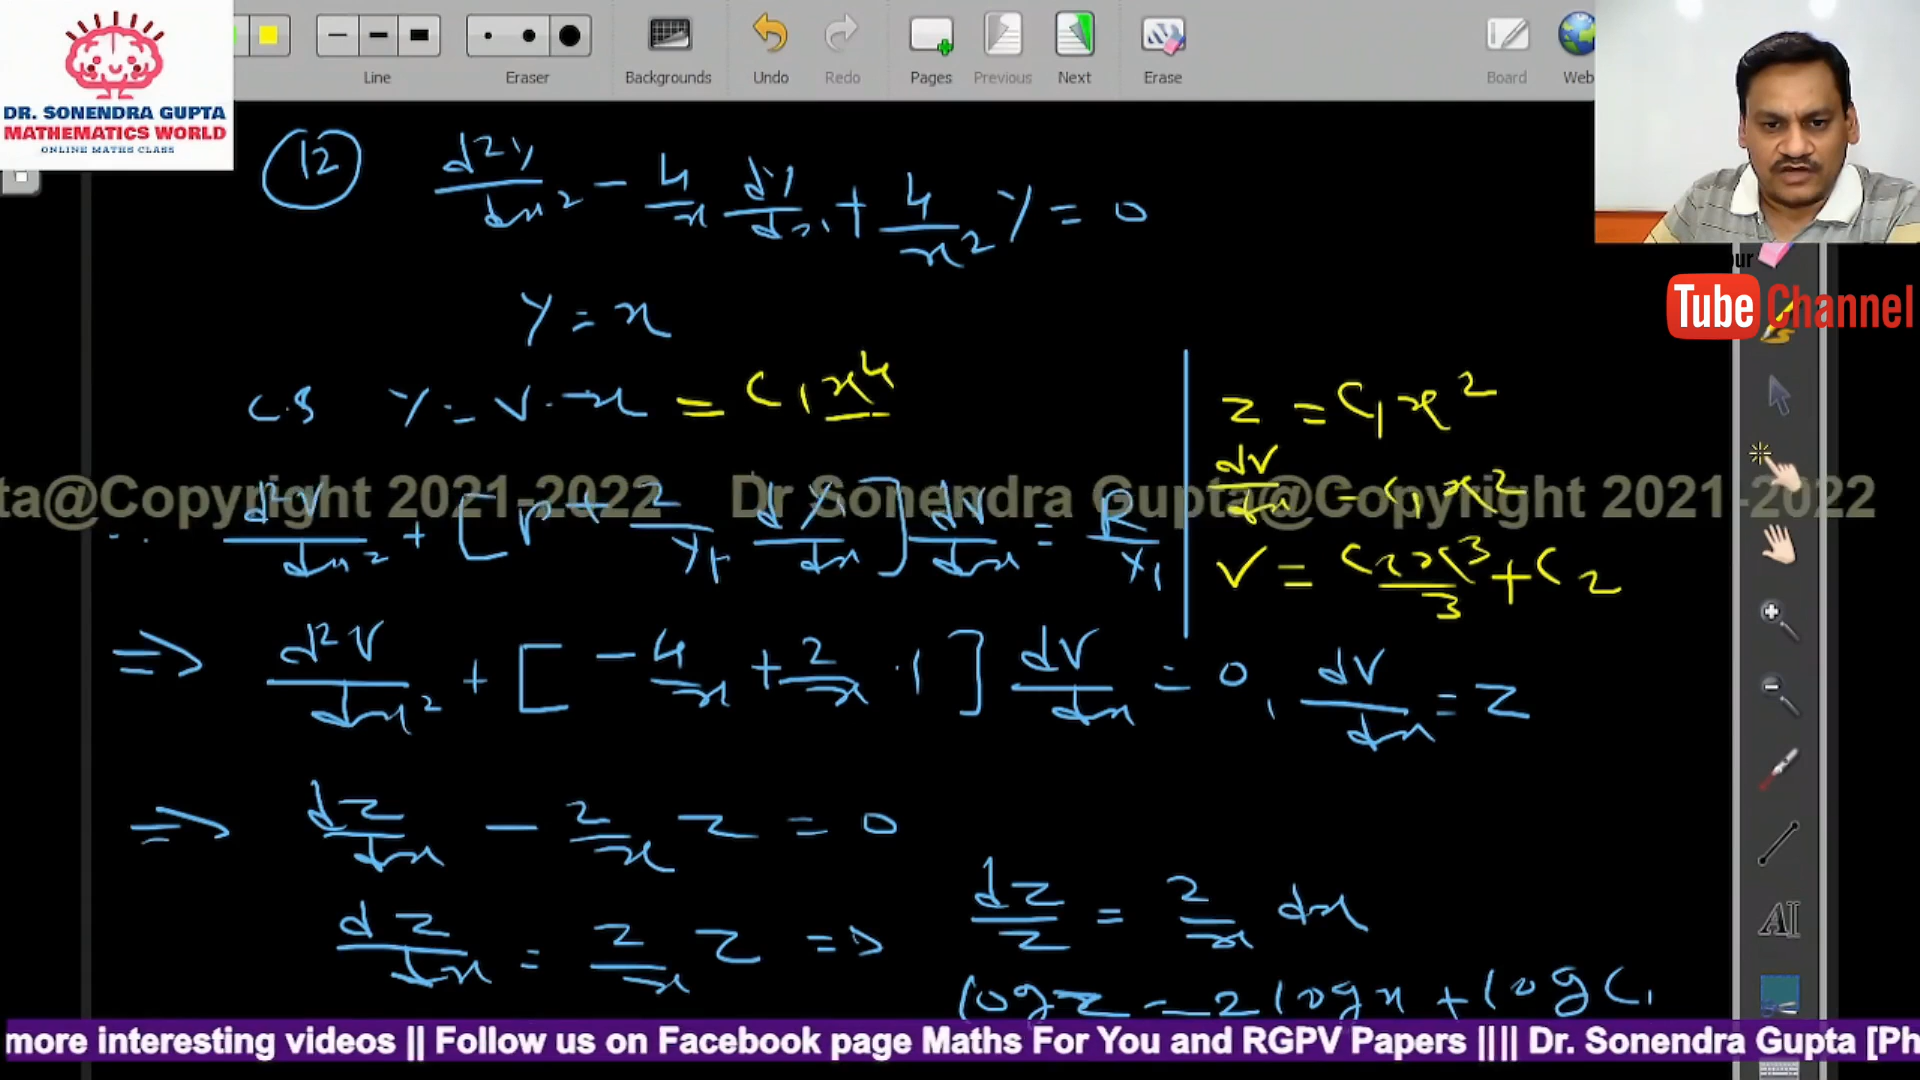 Line
Eraser
Backgrounds
Undo
Redo
Pages
Previous
Next
Erase
Board
Web
DR. SONENDRA GUPTA
MATHEMATICS WORLD
ONLINE MATHS CLASS
Tube Channel
(12) d²y/dx² - 4/x dy/dx + 4/x² y = 0
y = x
C.S y = v·x = C₁x⁴
z = C₁x²
dv/dx = C₁x²
v = C₁x³/3 + C₂
ta@Copyright 2021-2022 Dr Sonendra Gupta@Copyright 2021-2022
∴ d²v/dx² + [P + 2/y₁ dy₁/dx] dv/dx = R/y₁
⇒ d²v/dx² + [-4/x + 2/x · 1] dv/dx = 0, dv/dx = z
⇒ dz/dx - 2/x z = 0
dz/dx = 2/x z ⇒ dz/z = 2/x dx
log z = 2 log x + log C₁
more interesting videos || Follow us on Facebook page Maths For You and RGPV Papers |||| Dr. Sonendra Gupta [Ph